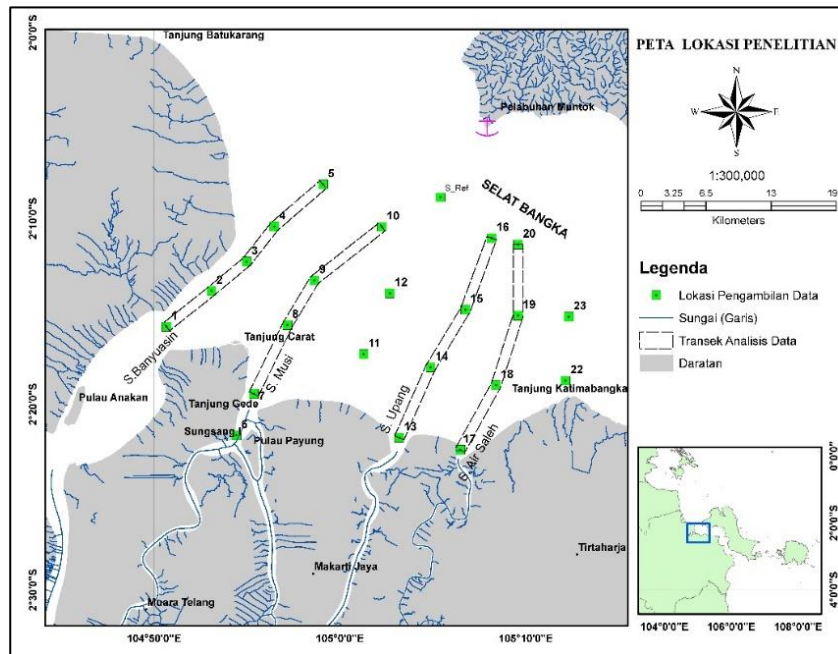 PETA LOKASI PENELITIAN
N
W E
S
1:300,000
0 3.25 6.5 13 19
Kilometers
Legenda
Lokasi Pengambilan Data
Sungai (Garis)
Transek Analisis Data
Daratan
2°0'0"S
2°10'0"S
2°20'0"S
2°30'0"S
104°50'0"E
105°0'0"E
105°10'0"E
Tanjung Batukarang
Pelabuhan Muntok
5
S_Ref
SELAT BANGKA
4
10
16
20
3
2
9
12
1
8
15
19
23
Tanjung Carat
S.Banyuasin
11
14
S. Musi
18
22
Tanjung Katimabangka
Pulau Anakan
Tanjung Gede
7
Sungsang I
6
Pulau Payung
S. Upang
13
17
S. Air Saleh
Makarti Jaya
Tirtaharja
Muara Telang
0°0'0"
2°0'0"S
4°0'0"S
104°0'0"E
106°0'0"E
108°0'0"E